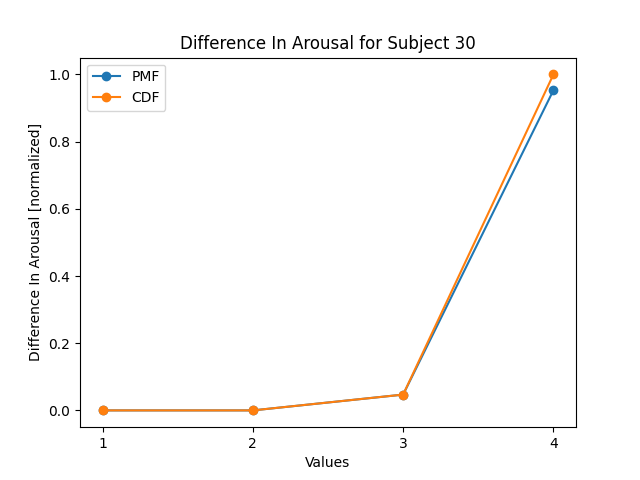 Difference In Arousal for Subject 30
PMF
CDF
1.0
0.8
0.6
0.4
0.2
0.0
Difference In Arousal [normalized]
1 2 3 4
Values